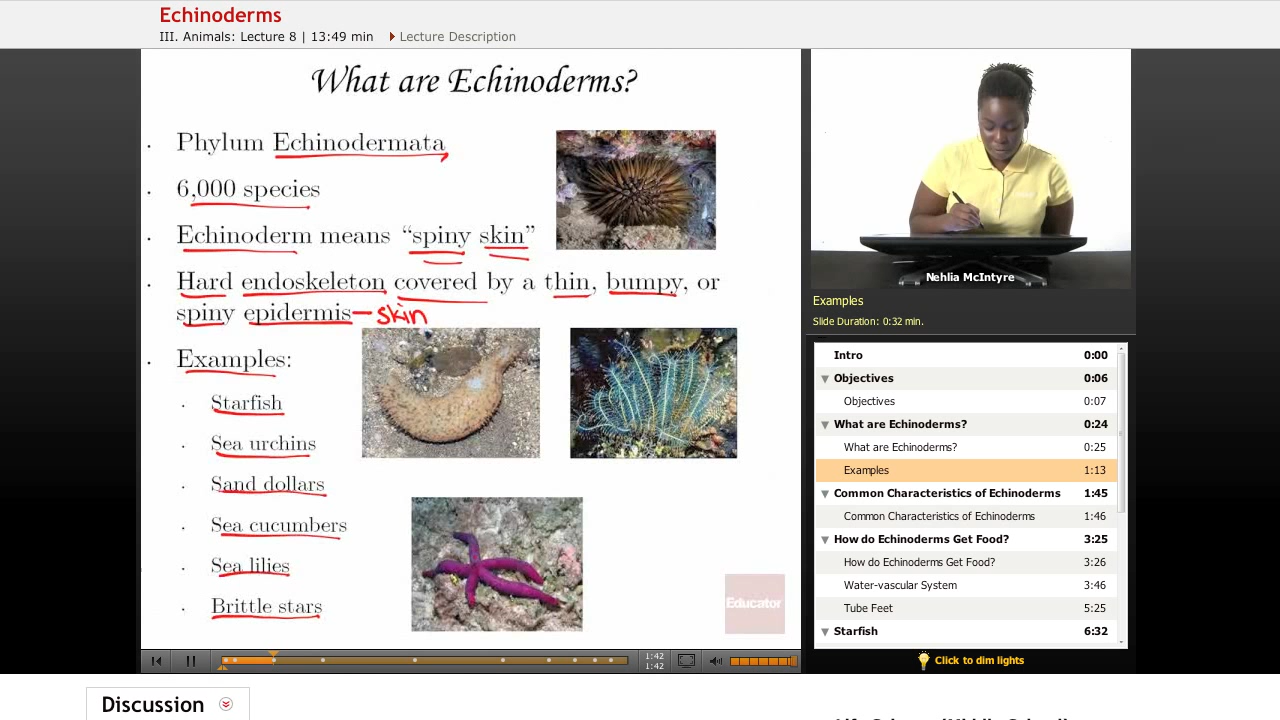 Echinoderms
III. Animals: Lecture 8 | 13:49 min
Lecture Description
What are Echinoderms?
· Phylum Echinodermata
· 6,000 species
· Echinoderm means “spiny skin”
· Hard endoskeleton covered by a thin, bumpy, or
spiny epidermis – skin
· Examples:
· Starfish
· Sea urchins
· Sand dollars
· Sea cucumbers
· Sea lilies
· Brittle stars
Educator
1:42
1:42
Nehlia McIntyre
Examples
Slide Duration: 0:32 min.
Intro 0:00
Objectives 0:06
Objectives 0:07
What are Echinoderms? 0:24
What are Echinoderms? 0:25
Examples 1:13
Common Characteristics of Echinoderms 1:45
Common Characteristics of Echinoderms 1:46
How do Echinoderms Get Food? 3:25
How do Echinoderms Get Food? 3:26
Water-vascular System 3:46
Tube Feet 5:25
Starfish 6:32
Click to dim lights
Discussion